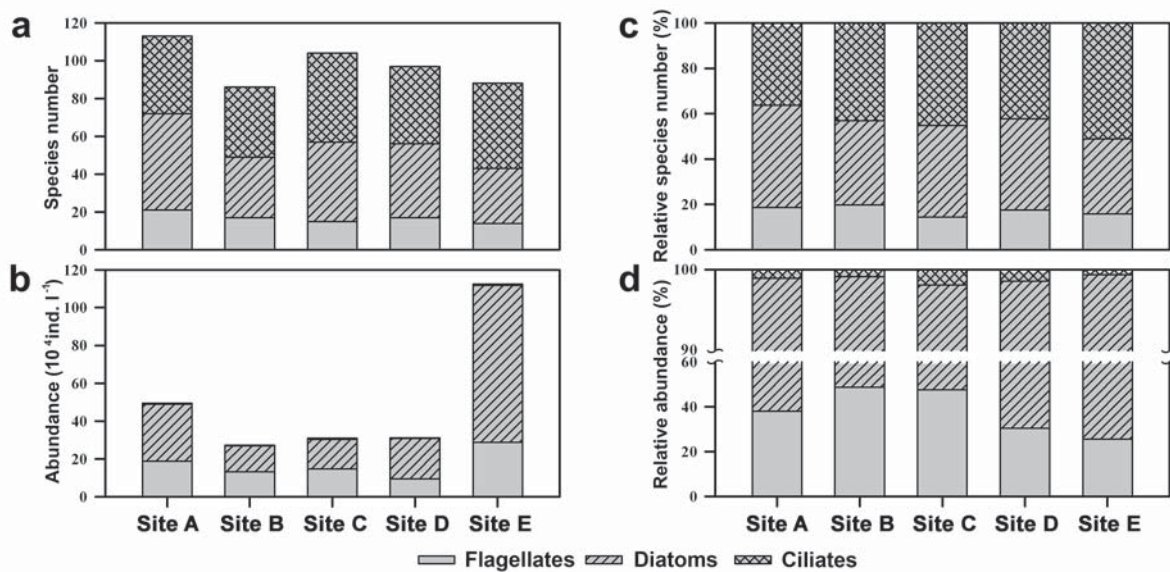 a
Species number
120
100
80
60
40
20
0
b
Abundance (10⁴ind. l⁻¹)
120
100
80
60
40
20
0
Site A Site B Site C Site D Site E
c
Relative species number (%)
100
80
60
40
20
0
d
Relative abundance (%)
100
90
60
40
20
0
Site A Site B Site C Site D Site E
Flagellates Diatoms Ciliates